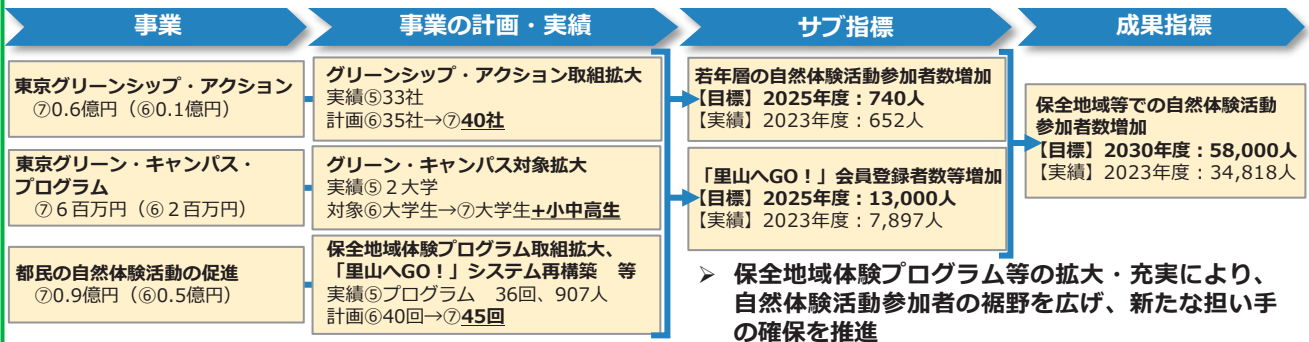 事業
事業の計画・実績
サブ指標
成果指標
東京グリーンシップ・アクション
⑦0.6億円（⑥0.1億円）
グリーンシップ・アクション取組拡大
実績⑤33社
計画⑥35社→⑦40社
東京グリーン・キャンパス・
プログラム
⑦６百万円（⑥２百万円）
グリーン・キャンパス対象拡大
実績⑤２大学
対象⑥大学生→⑦大学生+小中高生
都民の自然体験活動の促進
⑦0.9億円（⑥0.5億円）
保全地域体験プログラム取組拡大、
「里山へGO！」システム再構築　等
実績⑤プログラム　36回、907人
計画⑥40回→⑦45回
若年層の自然体験活動参加者数増加
【目標】2025年度：740人
【実績】2023年度：652人
「里山へGO！」会員登録者数等増加
【目標】2025年度：13,000人
【実績】2023年度：7,897人
保全地域等での自然体験活動
参加者数増加
【目標】2030年度：58,000人
【実績】2023年度：34,818人
➢ 保全地域体験プログラム等の拡大・充実により、
自然体験活動参加者の裾野を広げ、新たな担い手
の確保を推進